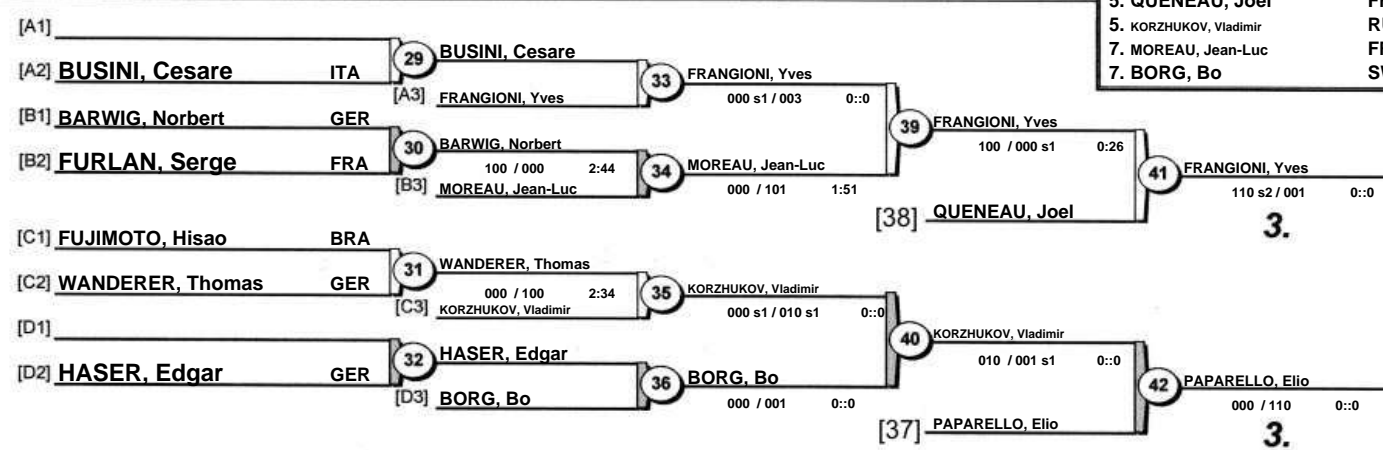 5. QUENEAU, Joel
5. KORZHUKOV, Vladimir
7. MOREAU, Jean-Luc
7. BORG, Bo
[A1]
[A2] BUSINI, Cesare ITA
29
BUSINI, Cesare
[A3] FRANGIONI, Yves
33
FRANGIONI, Yves
000 s1 / 003 0::0
[B1] BARWIG, Norbert GER
[B2] FURLAN, Serge FRA
30
BARWIG, Norbert
100 / 000 2:44
[B3] MOREAU, Jean-Luc
34
MOREAU, Jean-Luc
000 / 101 1:51
39
FRANGIONI, Yves
100 / 000 s1 0:26
[38] QUENEAU, Joel
41
FRANGIONI, Yves
110 s2 / 001 0::0
3.
[C1] FUJIMOTO, Hisao BRA
[C2] WANDERER, Thomas GER
31
WANDERER, Thomas
000 / 100 2:34
[C3] KORZHUKOV, Vladimir
35
KORZHUKOV, Vladimir
000 s1 / 010 s1 0::0
[D1]
[D2] HASER, Edgar GER
32
HASER, Edgar
[D3] BORG, Bo
36
BORG, Bo
000 / 001 0::0
40
KORZHUKOV, Vladimir
010 / 001 s1 0::0
[37] PAPARELLO, Elio
42
PAPARELLO, Elio
000 / 110 0::0
3.